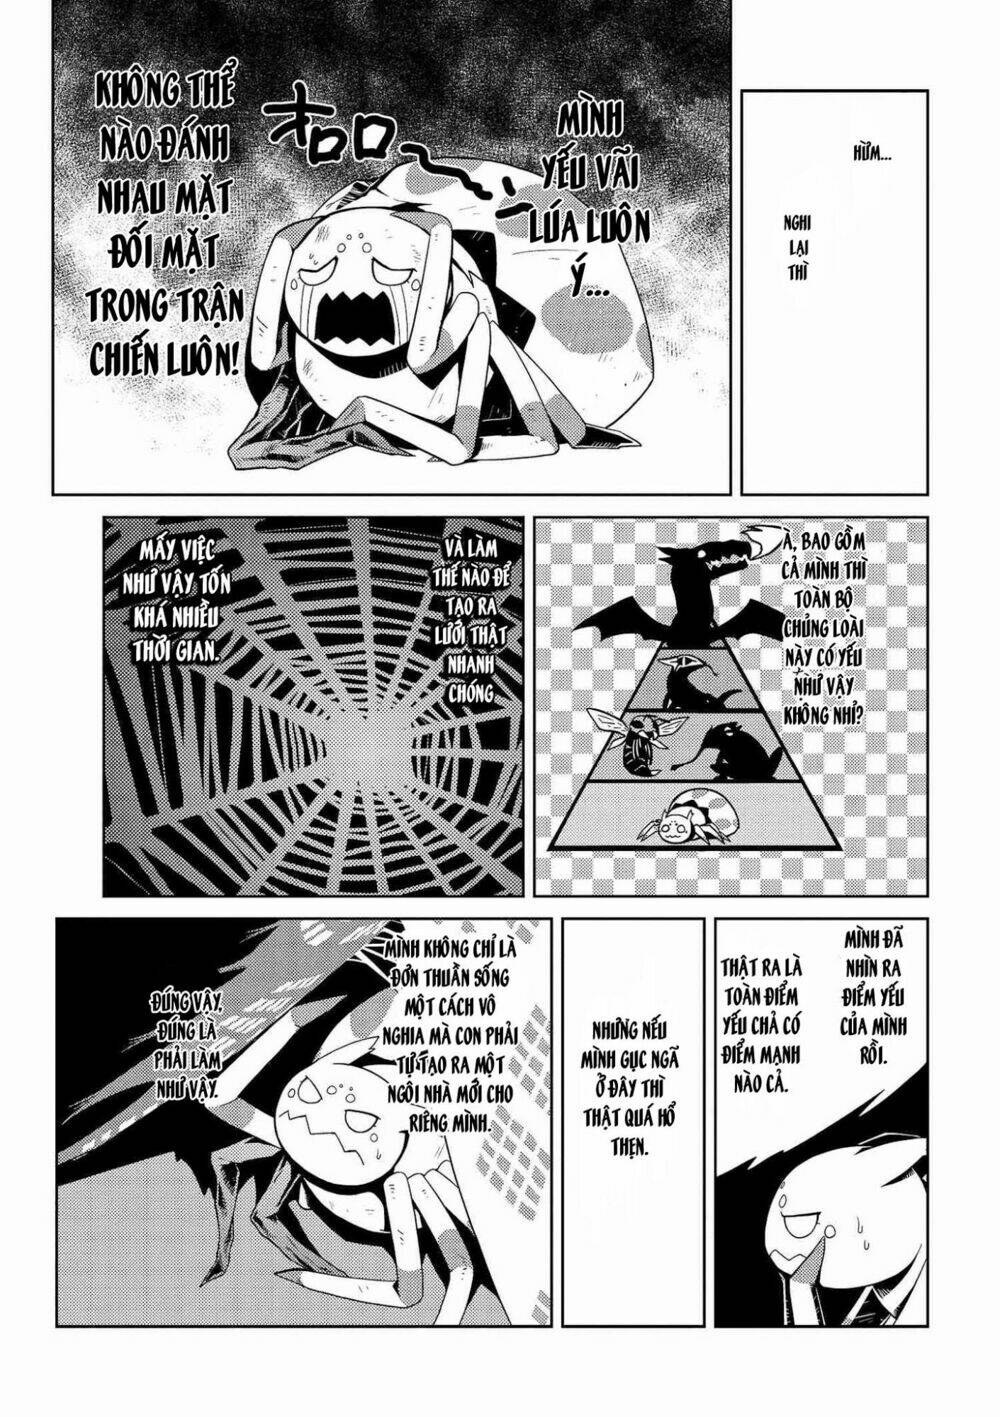 HỪM...
NGHI
LẠI
THÌ
MÌNH
YẾU VÃI
LÚA LUÔN
Ý...
オロロ〜ン
KHÔNG THỂ
NÀO ĐÁNH
NHAU MẶT
ĐỐI MẶT
TRONG TRẬN
CHIẾN LUÔN!
À, BAO GỒM
CẢ MÌNH THÌ
TOÀN BỘ
CHỦNG LOÀI
NÀY CÓ YẾU
NHƯ VẬY
KHÔNG NHỈ?
VÀ LÀM
THẾ NÀO ĐỂ
TẠO RA
LƯỚI THẬT
NHANH
CHÓNG
MẤY VIỆC
NHƯ VẬY TỐN
KHÁ NHIỀU
THỜI GIAN.
MÌNH ĐÃ
NHÌN RA
ĐIỂM YẾU
CỦA MÌNH
RỒI.
THẬT RA LÀ
TOÀN ĐIỂM
YẾU CHẢ CÓ
ĐIỂM MẠNH
NÀO CẢ.
NHƯNG NẾU
MÌNH GỤC NGÃ
Ở ĐÂY THÌ
THẬT QUÁ HỔ
THẸN.
MÌNH KHÔNG CHỈ LÀ
ĐƠN THUẦN SỐNG
MỘT CÁCH VÔ
NGHĨA MÀ CON PHẢI
TỰ TẠO RA MỘT
NGÔI NHÀ MỚI CHO
RIÊNG MÌNH.
ĐÚNG VẬY,
ĐÚNG LÀ
PHẢI LÀM
NHƯ VẬY.